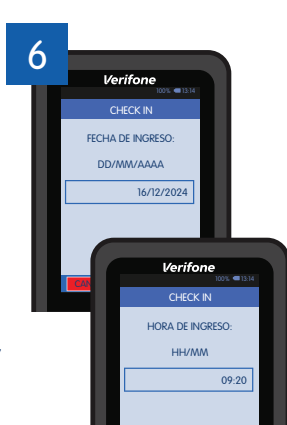 6
Verifone
100% 13:14
CHECK IN
FECHA DE INGRESO:
DD/MM/AAAA
16/12/2024
Verifone
100% 13:14
CHECK IN
HORA DE INGRESO:
HH/MM
09:20